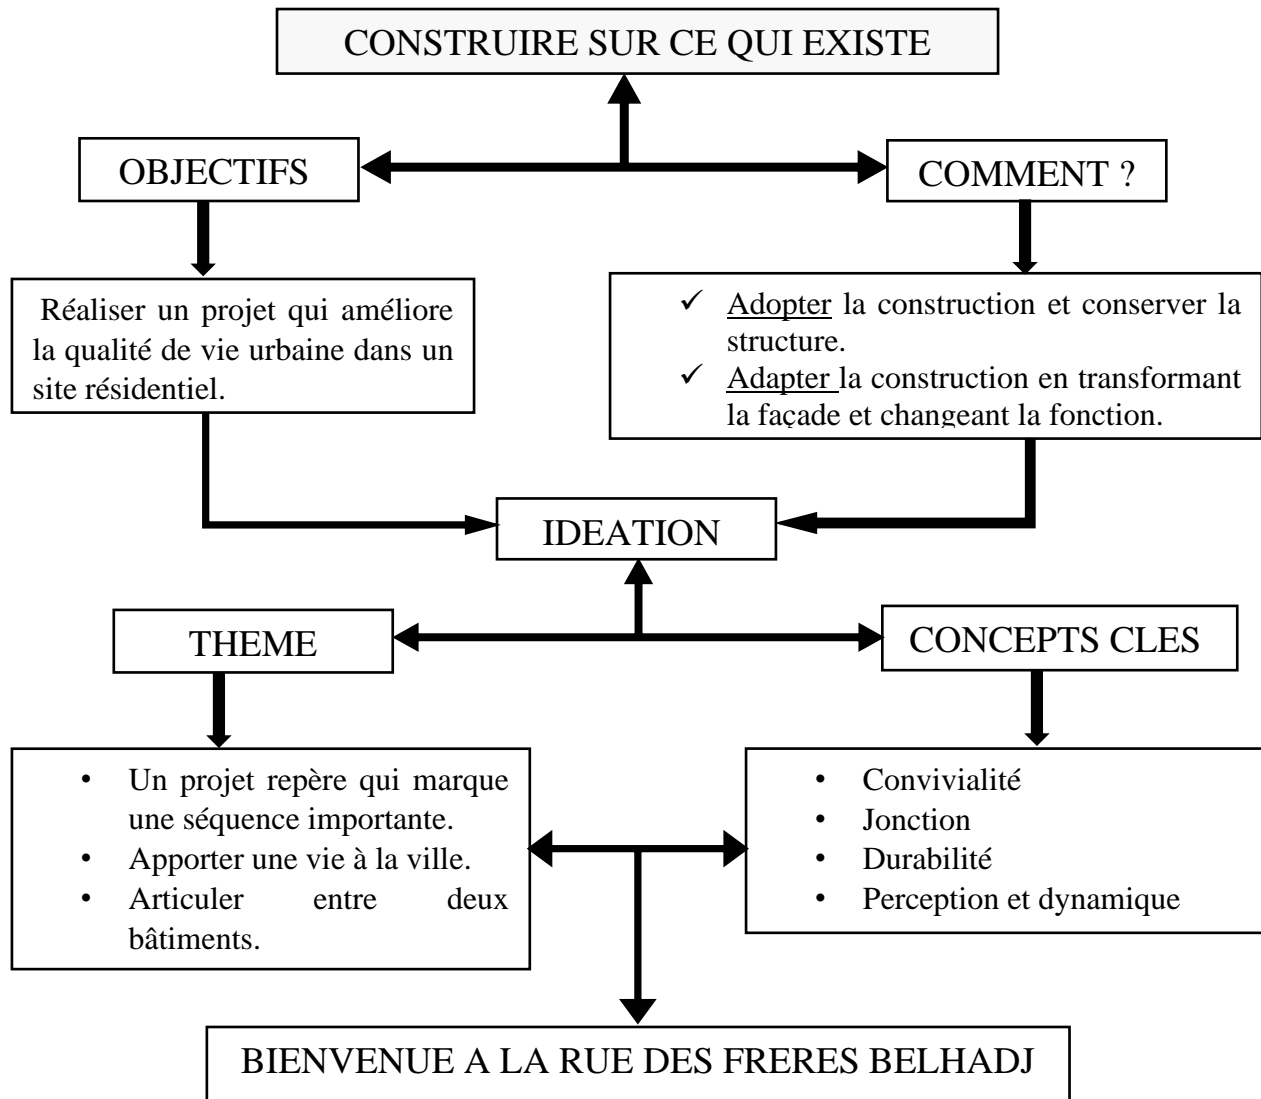 CONSTRUIRE SUR CE QUI EXISTE
OBJECTIFS
COMMENT ?
Réaliser un projet qui améliore
la qualité de vie urbaine dans un
site résidentiel.
✓ Adopter la construction et conserver la
structure.
✓ Adapter la construction en transformant
la façade et changeant la fonction.
IDEATION
THEME
CONCEPTS CLES
• Un projet repère qui marque
une séquence importante.
• Apporter une vie à la ville.
• Articuler entre deux
bâtiments.
• Convivialité
• Jonction
• Durabilité
• Perception et dynamique
BIENVENUE A LA RUE DES FRERES BELHADJ